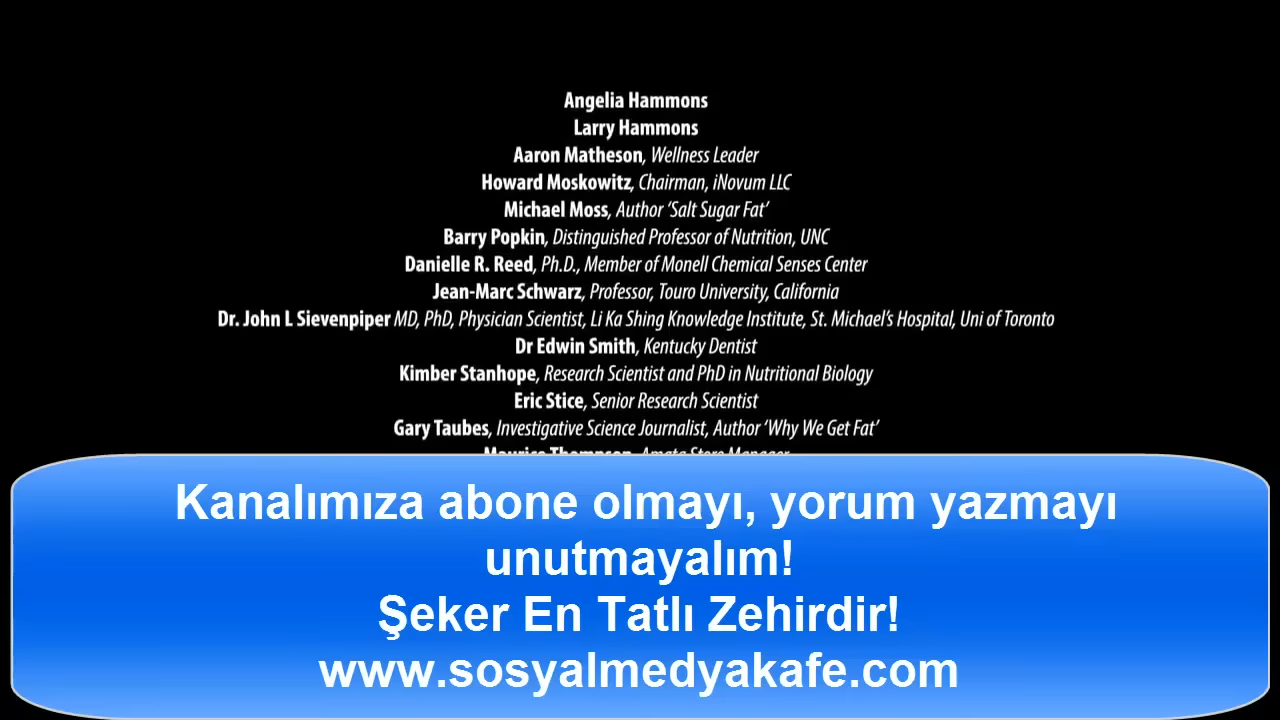 Angelia Hammons
Larry Hammons
Aaron Matheson, Wellness Leader
Howard Moskowitz, Chairman, iNovum LLC
Michael Moss, Author ‘Salt Sugar Fat’
Barry Popkin, Distinguished Professor of Nutrition, UNC
Danielle R. Reed, Ph.D., Member of Monell Chemical Senses Center
Jean-Marc Schwarz, Professor, Touro University, California
Dr. John L Sievenpiper MD, PhD, Physician Scientist, Li Ka Shing Knowledge Institute, St. Michael’s Hospital, Uni of Toronto
Dr Edwin Smith, Kentucky Dentist
Kimber Stanhope, Research Scientist and PhD in Nutritional Biology
Eric Stice, Senior Research Scientist
Gary Taubes, Investigative Science Journalist, Author ‘Why We Get Fat’
Maurice Thompson, Amata Store Manager
Kanalımıza abone olmayı, yorum yazmayı
unutmayalım!
Şeker En Tatlı Zehirdir!
www.sosyalmedyakafe.com